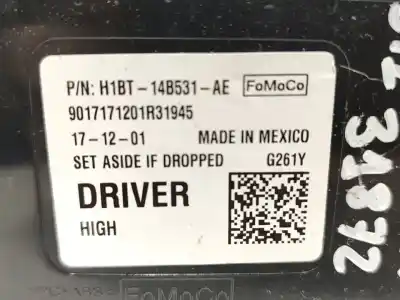 P/N: H1BT-14B531-AE FoMoCo
9017171201R31945
17-12-01 MADE IN MEXICO
SET ASIDE IF DROPPED G261Y
DRIVER
HIGH
31872
FoMoCo